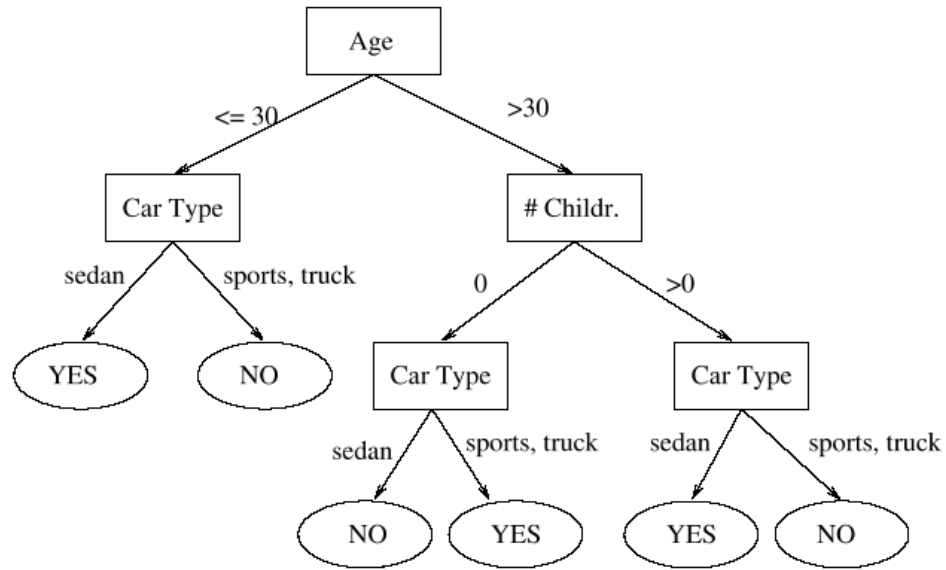 Age
<= 30
>30
Car Type
# Childr.
sedan
sports, truck
0
>0
YES
NO
Car Type
Car Type
sedan
sports, truck
sedan
sports, truck
NO
YES
YES
NO